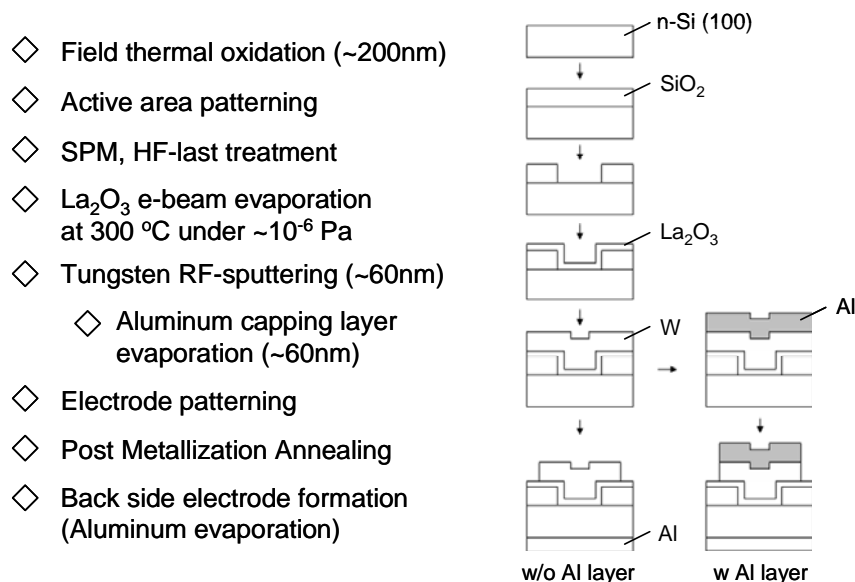 Field thermal oxidation (~200nm)
Active area patterning
SPM, HF-last treatment
La₂O₃ e-beam evaporation
at 300 ºC under ~10⁻⁶ Pa
Tungsten RF-sputtering (~60nm)
Aluminum capping layer
evaporation (~60nm)
Electrode patterning
Post Metallization Annealing
Back side electrode formation
(Aluminum evaporation)
n-Si (100)
SiO₂
La₂O₃
W
Al
Al
w/o Al layer
w Al layer